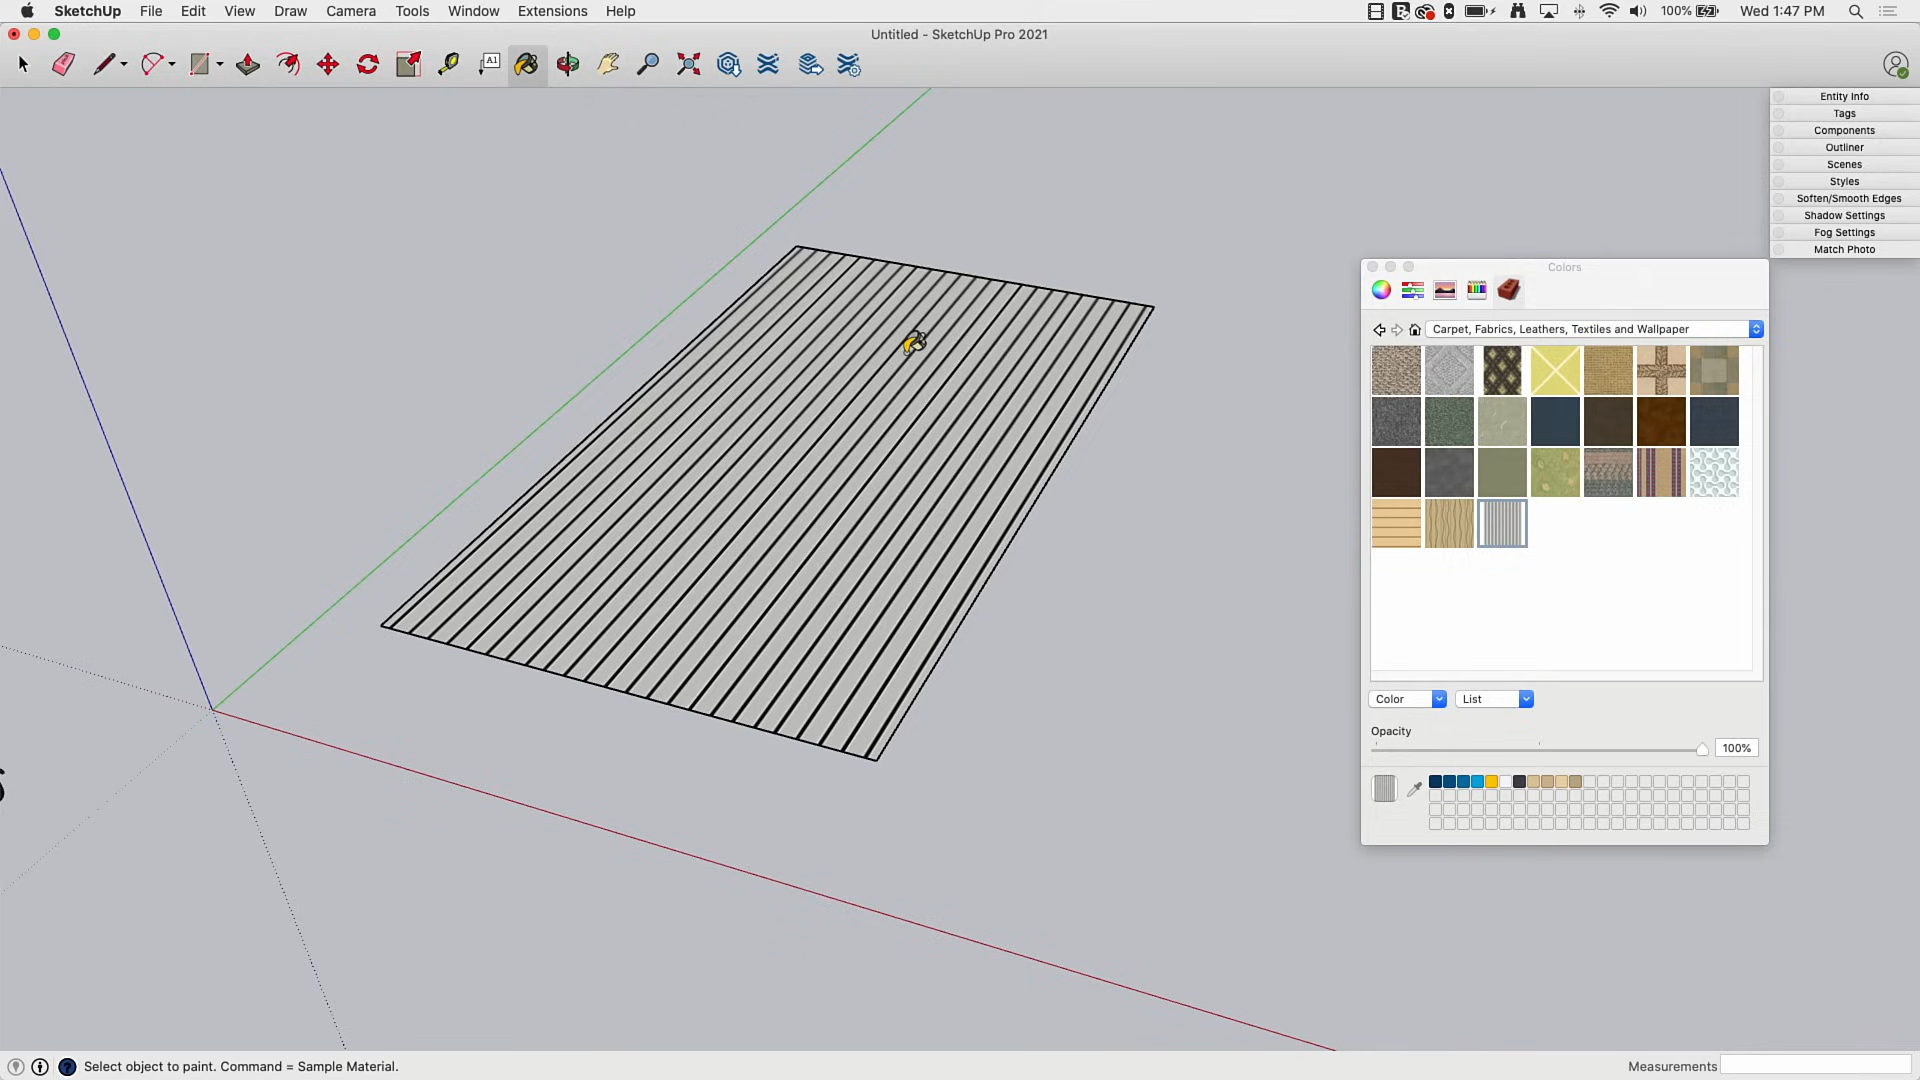 SketchUp File Edit View Draw Camera Tools Window Extensions Help 100% Wed 1:47 PM
Untitled - SketchUp Pro 2021
A1
Entity Info
Tags
Components
Outliner
Scenes
Styles
Soften/Smooth Edges
Shadow Settings
Fog Settings
Match Photo
Colors
Carpet, Fabrics, Leathers, Textiles and Wallpaper
Color List
Opacity
100%
Select object to paint. Command = Sample Material.
Measurements